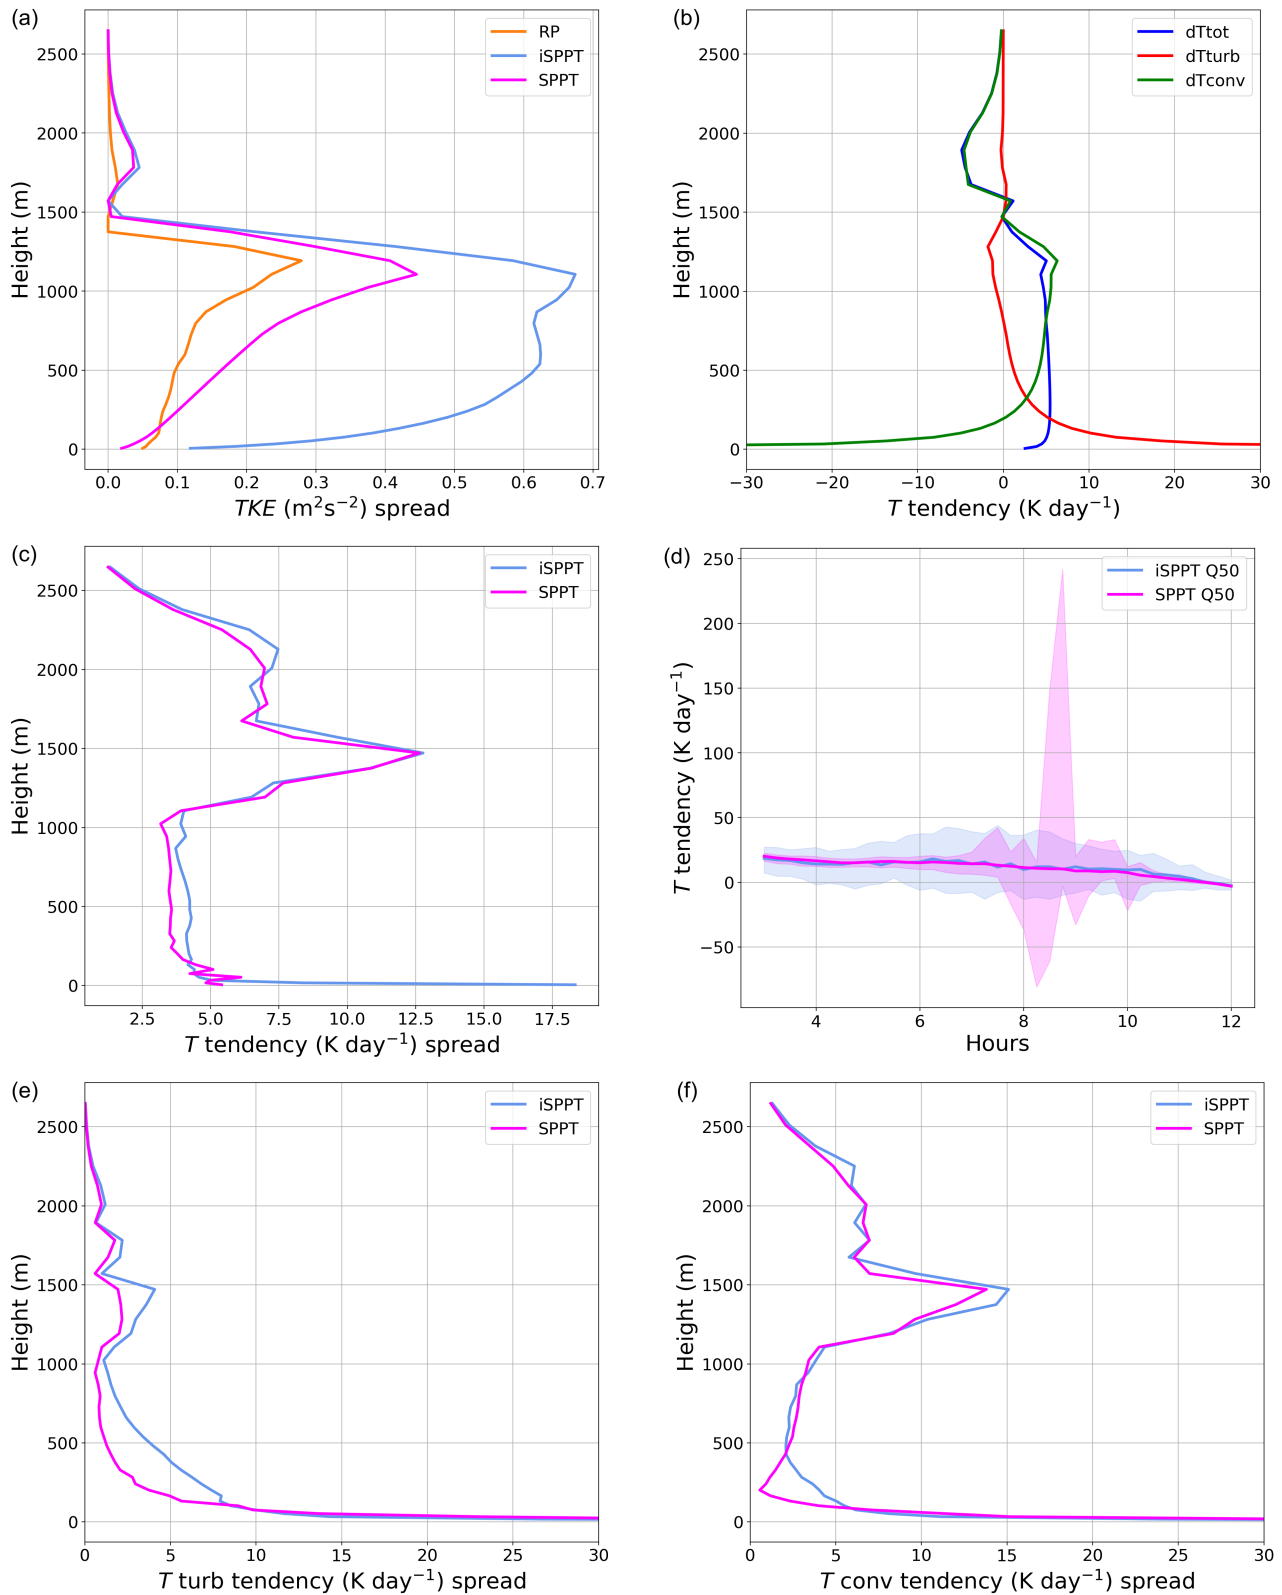 (a)
RP
iSPPT
SPPT
2500
2000
1500
1000
500
0
Height (m)
0.0 0.1 0.2 0.3 0.4 0.5 0.6 0.7
TKE (m²s⁻²) spread
(b)
dTtot
dTturb
dTconv
2500
2000
1500
1000
500
0
Height (m)
−30 −20 −10 0 10 20 30
T tendency (K day⁻¹)
(c)
iSPPT
SPPT
2500
2000
1500
1000
500
0
Height (m)
2.5 5.0 7.5 10.0 12.5 15.0 17.5
T tendency (K day⁻¹) spread
(d)
iSPPT Q50
SPPT Q50
250
200
150
100
50
0
−50
T tendency (K day⁻¹)
4 6 8 10 12
Hours
(e)
iSPPT
SPPT
2500
2000
1500
1000
500
0
Height (m)
0 5 10 15 20 25 30
T turb tendency (K day⁻¹) spread
(f)
iSPPT
SPPT
2500
2000
1500
1000
500
0
Height (m)
0 5 10 15 20 25 30
T conv tendency (K day⁻¹) spread